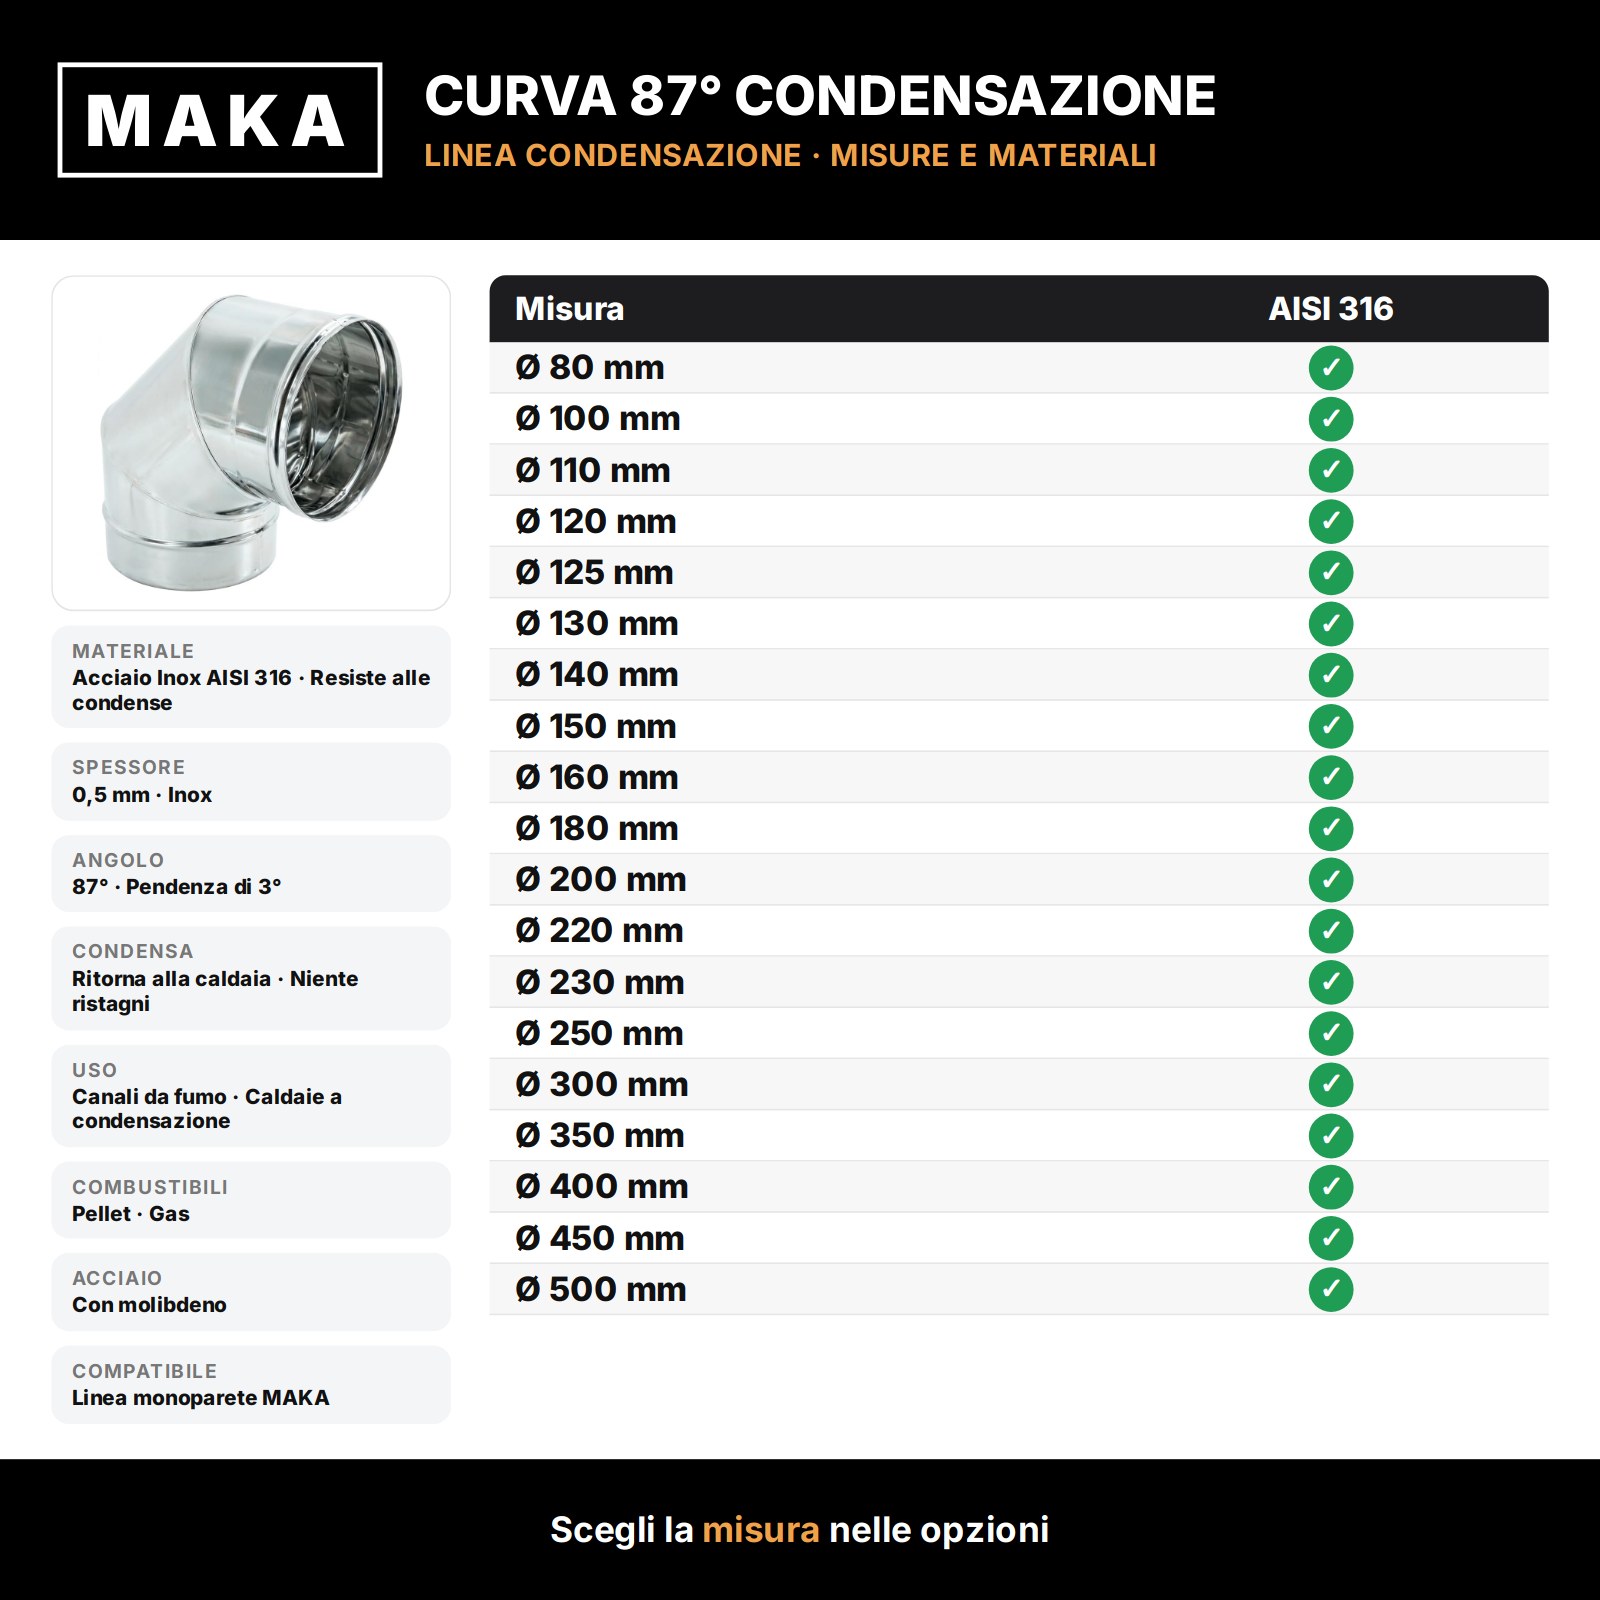 MAKA
CURVA 87° CONDENSAZIONE
LINEA CONDENSAZIONE · MISURE E MATERIALI
MATERIALE
Acciaio Inox AISI 316 · Resiste alle
condense
SPESSORE
0,5 mm · Inox
ANGOLO
87° · Pendenza di 3°
CONDENSA
Ritorna alla caldaia · Niente
ristagni
USO
Canali da fumo · Caldaie a
condensazione
COMBUSTIBILI
Pellet · Gas
ACCIAIO
Con molibdeno
COMPATIBILE
Linea monoparete MAKA
Misura AISI 316
Ø 80 mm ✓
Ø 100 mm ✓
Ø 110 mm ✓
Ø 120 mm ✓
Ø 125 mm ✓
Ø 130 mm ✓
Ø 140 mm ✓
Ø 150 mm ✓
Ø 160 mm ✓
Ø 180 mm ✓
Ø 200 mm ✓
Ø 220 mm ✓
Ø 230 mm ✓
Ø 250 mm ✓
Ø 300 mm ✓
Ø 350 mm ✓
Ø 400 mm ✓
Ø 450 mm ✓
Ø 500 mm ✓
Scegli la misura nelle opzioni